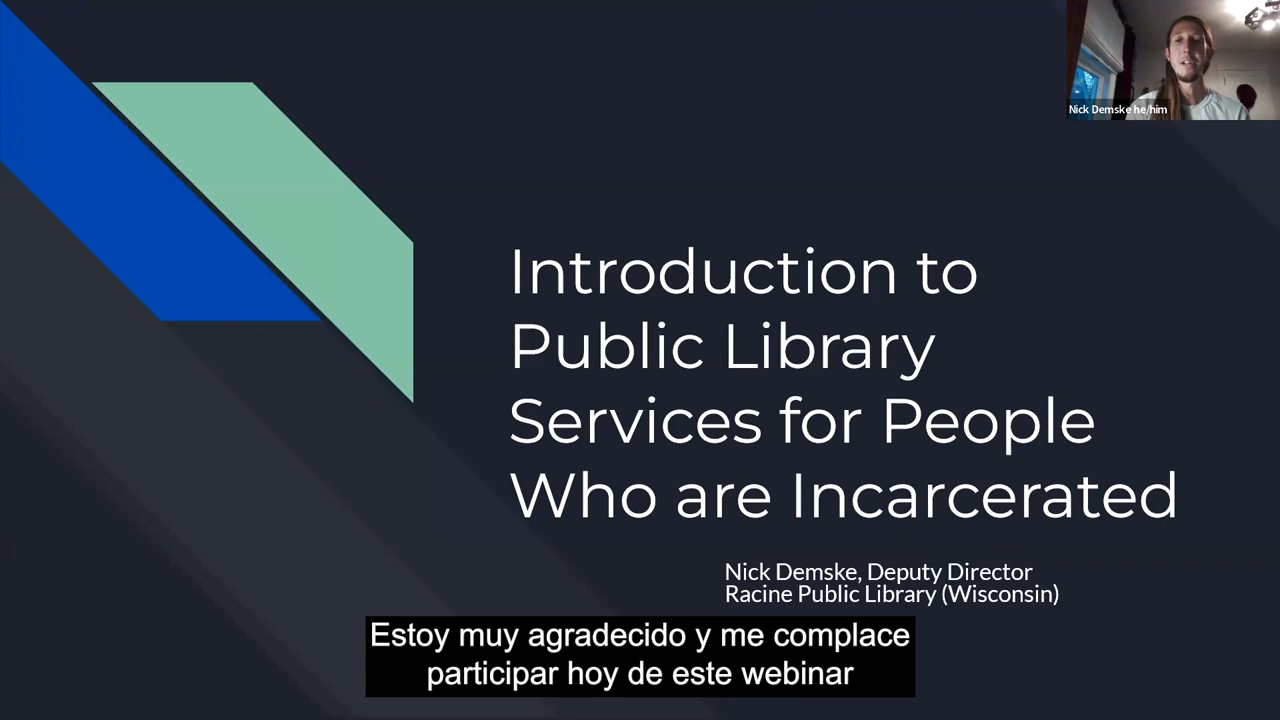 Nick Demske he/him
Introduction to
Public Library
Services for People
Who are Incarcerated
Nick Demske, Deputy Director
Racine Public Library (Wisconsin)
Estoy muy agradecido y me complace
participar hoy de este webinar